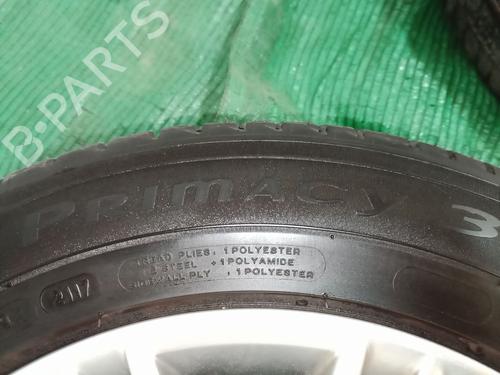 B-PARTS
PRIMACY 3
TREAD PLIES, 1 POLYESTER
2 STEEL + 1 POLYAMIDE
SIDEWALL PLY, 1 POLYESTER
2117